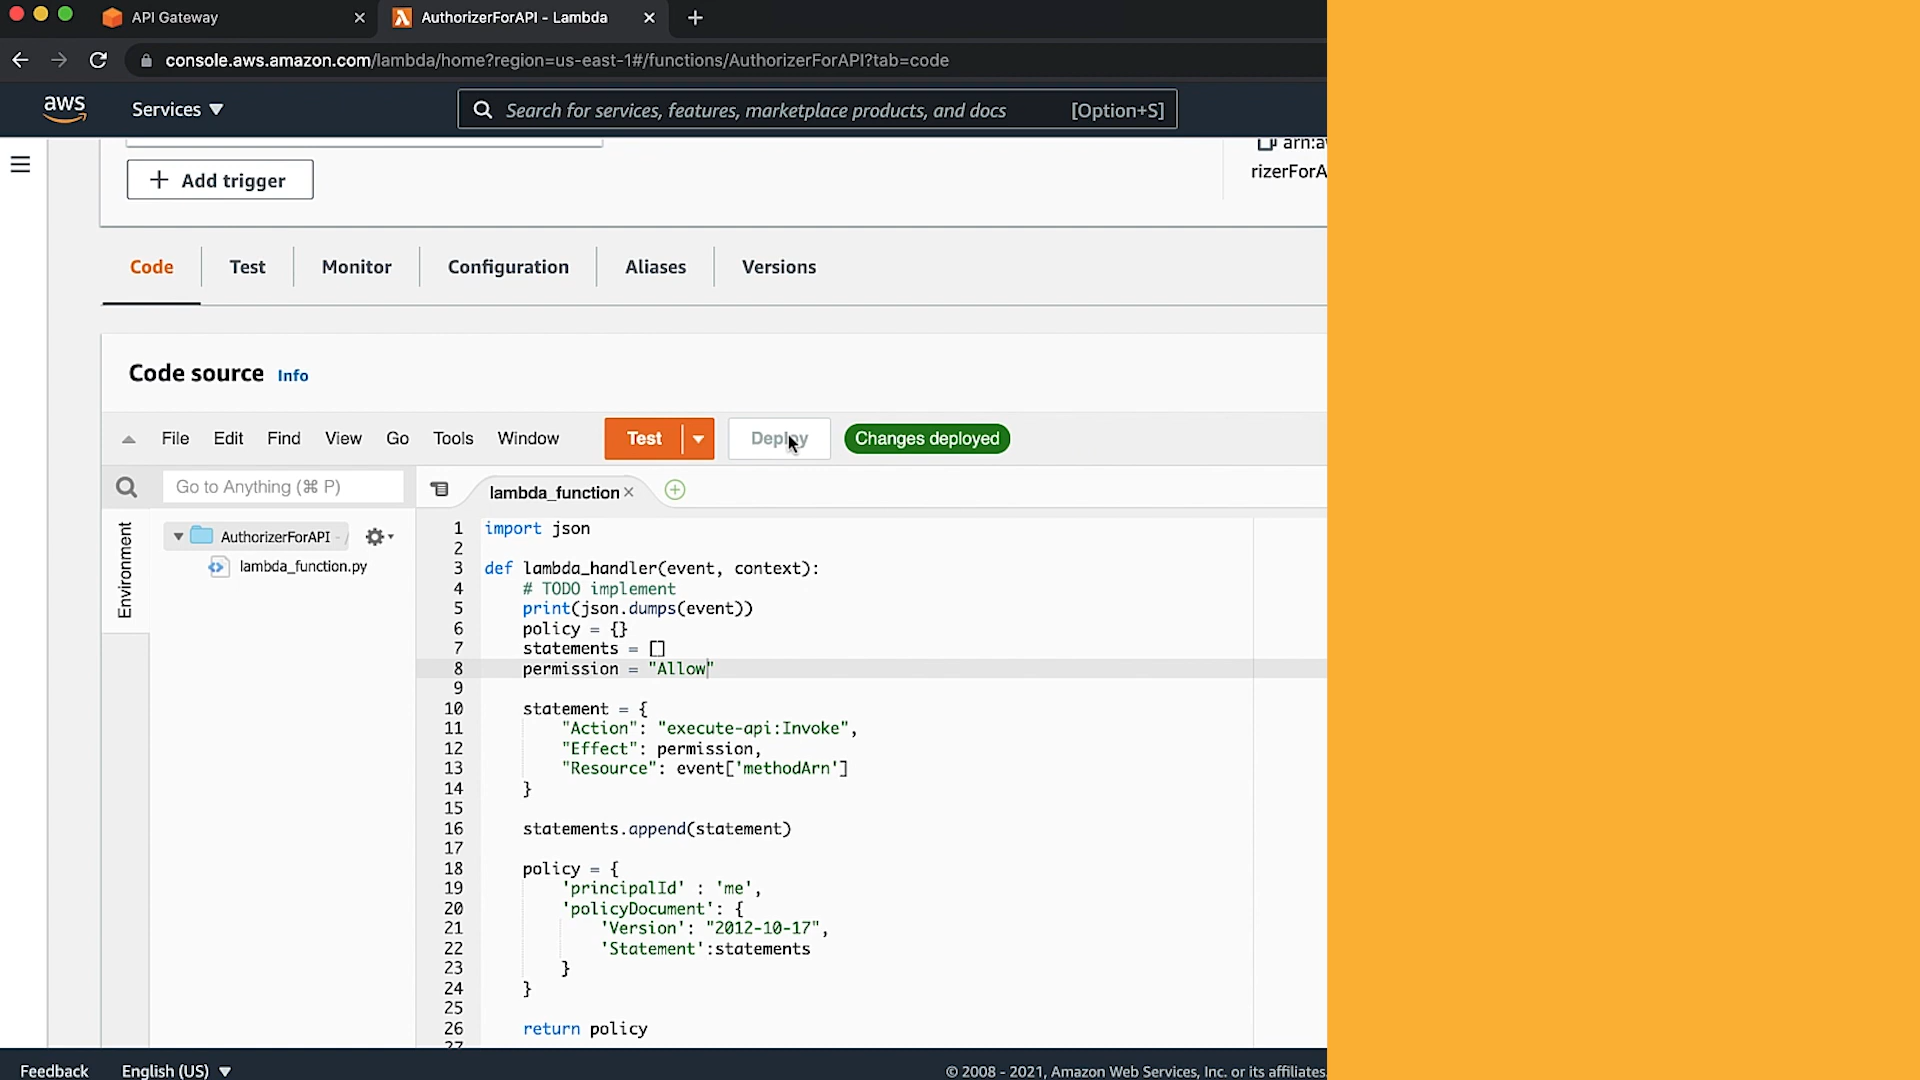 API Gateway
AuthorizerForAPI - Lambda
console.aws.amazon.com/lambda/home?region=us-east-1#/functions/AuthorizerForAPI?tab=code
aws
Services
Search for services, features, marketplace products, and docs [Option+S]
Add trigger
rizerForA
Code
Test
Monitor
Configuration
Aliases
Versions
Code source Info
File Edit Find View Go Tools Window
Test
Deploy
Changes deployed
Go to Anything (⌘ P)
lambda_function
Environment
AuthorizerForAPI - /
lambda_function.py
1 import json
2
3 def lambda_handler(event, context):
4     # TODO implement
5     print(json.dumps(event))
6     policy = {}
7     statements = []
8     permission = "Allow"
9
10     statement = {
11         "Action": "execute-api:Invoke",
12         "Effect": permission,
13         "Resource": event['methodArn']
14     }
15
16     statements.append(statement)
17
18     policy = {
19         'principalId' : 'me',
20         'policyDocument': {
21             'Version': "2012-10-17",
22             'Statement':statements
23         }
24     }
25
26     return policy
27
Feedback
English (US)
© 2008 - 2021, Amazon Web Services, Inc. or its affiliates.